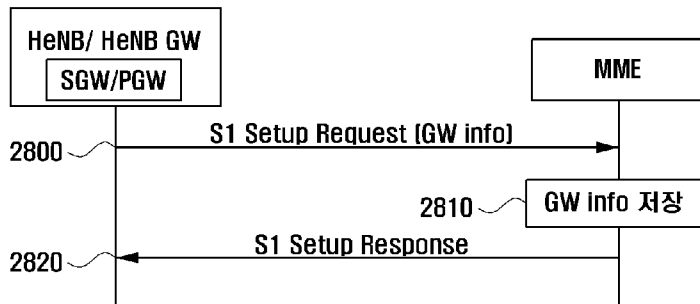 HeNB/ HeNB GW
SGW/PGW
MME
S1 Setup Request (GW info)
2800
2810
GW info 저장
S1 Setup Response
2820